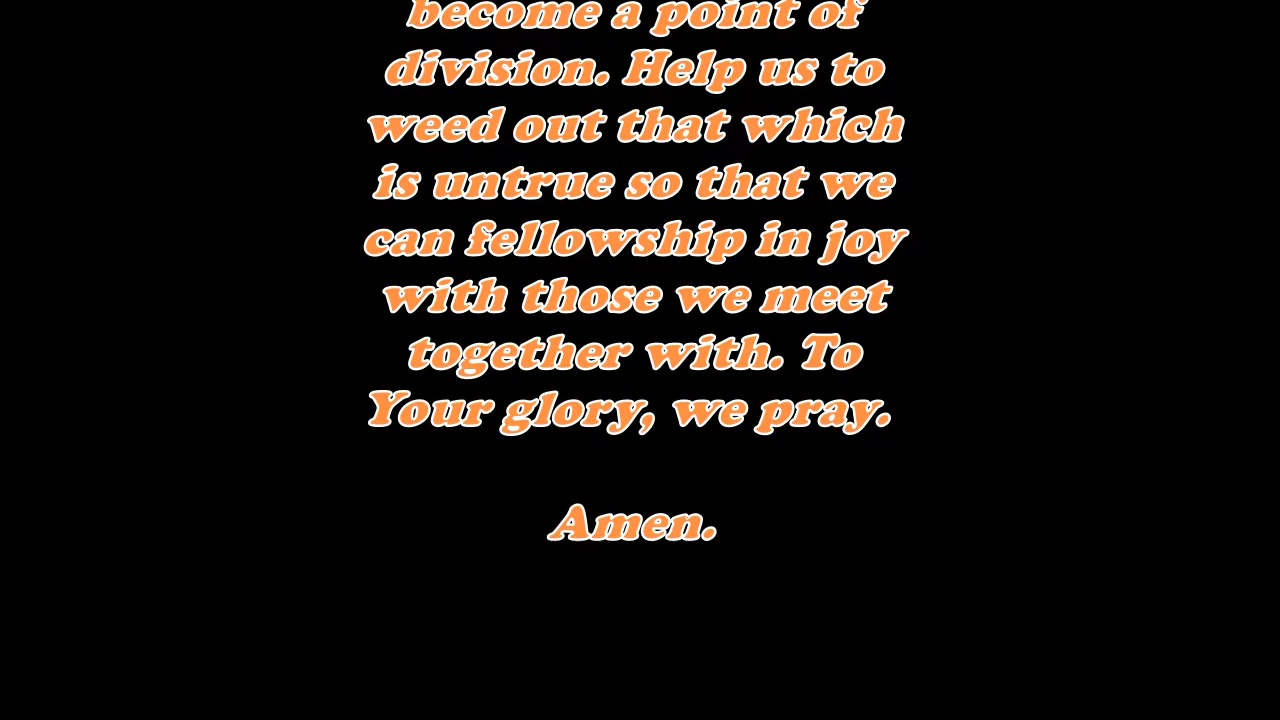 become a point of
division. Help us to
weed out that which
is untrue so that we
can fellowship in joy
with those we meet
together with. To
Your glory, we pray.
Amen.